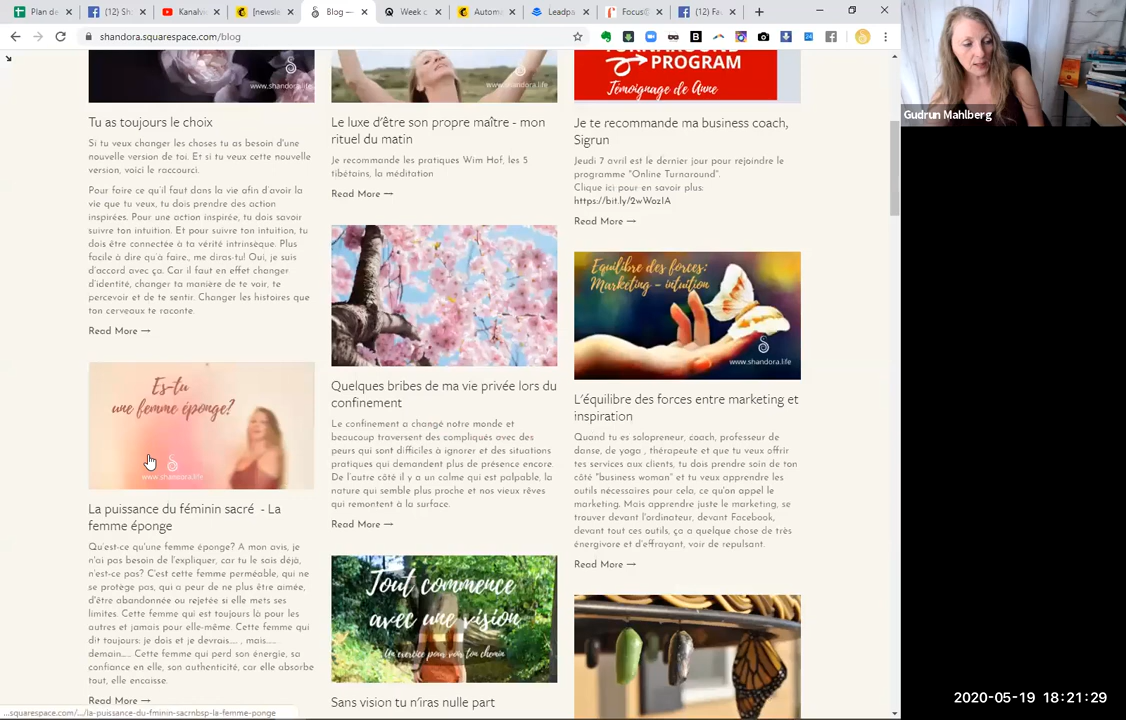 Plan de
(12) Sh
Kanalvi
[newsle
Blog —
Week c
Autom
Leadpa
Focus®
(12) Fa
shandora.squarespace.com/blog
Gudrun Mahlberg
www.shandora.life
Tu as toujours le choix
Si tu veux changer les choses tu as besoin d'une
nouvelle version de toi. Et si tu veux cette nouvelle
version, voici le raccourci.
Pour faire ce qu'il faut dans la vie afin d'avoir la
vie que tu veux, tu dois prendre des action
inspirées. Pour une action inspirée, tu dois savoir
suivre ton intuition. Et pour suivre ton intuition, tu
dois être connectée à ta vérité intrinsèque. Plus
facile à dire qu'à faire,, me diras-tu! Oui, je suis
d'accord avec ça. Car il faut en effet changer
d'identité, changer ta manière de te voir, te
percevoir et de te sentir. Changer les histoires que
ton cerveaux te raconte.
Read More →
Es-tu
une femme éponge?
www.shandora.life
La puissance du féminin sacré - La
femme éponge
Qu'est-ce qu'une femme éponge? A mon avis, je
n'ai pas besoin de l'expliquer, car tu le sais déjà,
n'est-ce pas? C'est cette femme perméable, qui ne
se protège pas, qui a peur de ne plus être aimée,
d'être abandonnée ou rejetée si elle mets ses
limites. Cette femme qui est toujours là pour les
autres et jamais pour elle-même. Cette femme qui
dit toujours: je dois et je devrais.... , mais.....
demain..... Cette femme qui perd son énergie, sa
confiance en elle, son authenticité, car elle absorbe
tout, elle encaisse.
Read More →
www.shandora.life
Le luxe d'être son propre maître - mon
rituel du matin
Je recommande les pratiques Wim Hof, les 5
tibétains, la méditation
Read More →
Quelques bribes de ma vie privée lors du
confinement
Le confinement a changé notre monde et
beaucoup traversent des compliqués avec des
peurs qui sont difficiles à ignorer et des situations
pratiques qui demandent plus de présence encore.
De l'autre côté il y a un calme qui est palpable, la
nature qui semble plus proche et nos vieux rêves
qui remontent à la surface.
Read More →
Tout commence
avec une vision
Un exercice pour voir ton chemin
Sans vision tu n'iras nulle part
TURNAROUND
PROGRAM
Témoignage de Anne
Je te recommande ma business coach,
Sigrun
Jeudi 7 avril est le dernier jour pour rejoindre le
programme "Online Turnaround".
Clique ici pour en savoir plus:
https://bit.ly/2wWozIA
Read More →
Equilibre des forces:
Marketing - intuition
www.shandora.life
L'équilibre des forces entre marketing et
inspiration
Quand tu es solopreneur, coach, professeur de
danse, de yoga , thérapeute et que tu veux offrir
tes services aux clients, tu dois prendre soin de ton
côté "business woman" et tu veux apprendre les
outils nécessaires pour cela, ce qu'on appel le
marketing. Mais apprendre juste le marketing, se
trouver devant l'ordinateur, devant Facebook,
devant tout ces outils, ça a quelque chose de très
énergivore et d'effrayant, voir de repulsant.
Read More →
squarespace.com/.../la-puissance-du-fminin-sacrnbsp-la-femme-ponge
2020-05-19 18:21:29